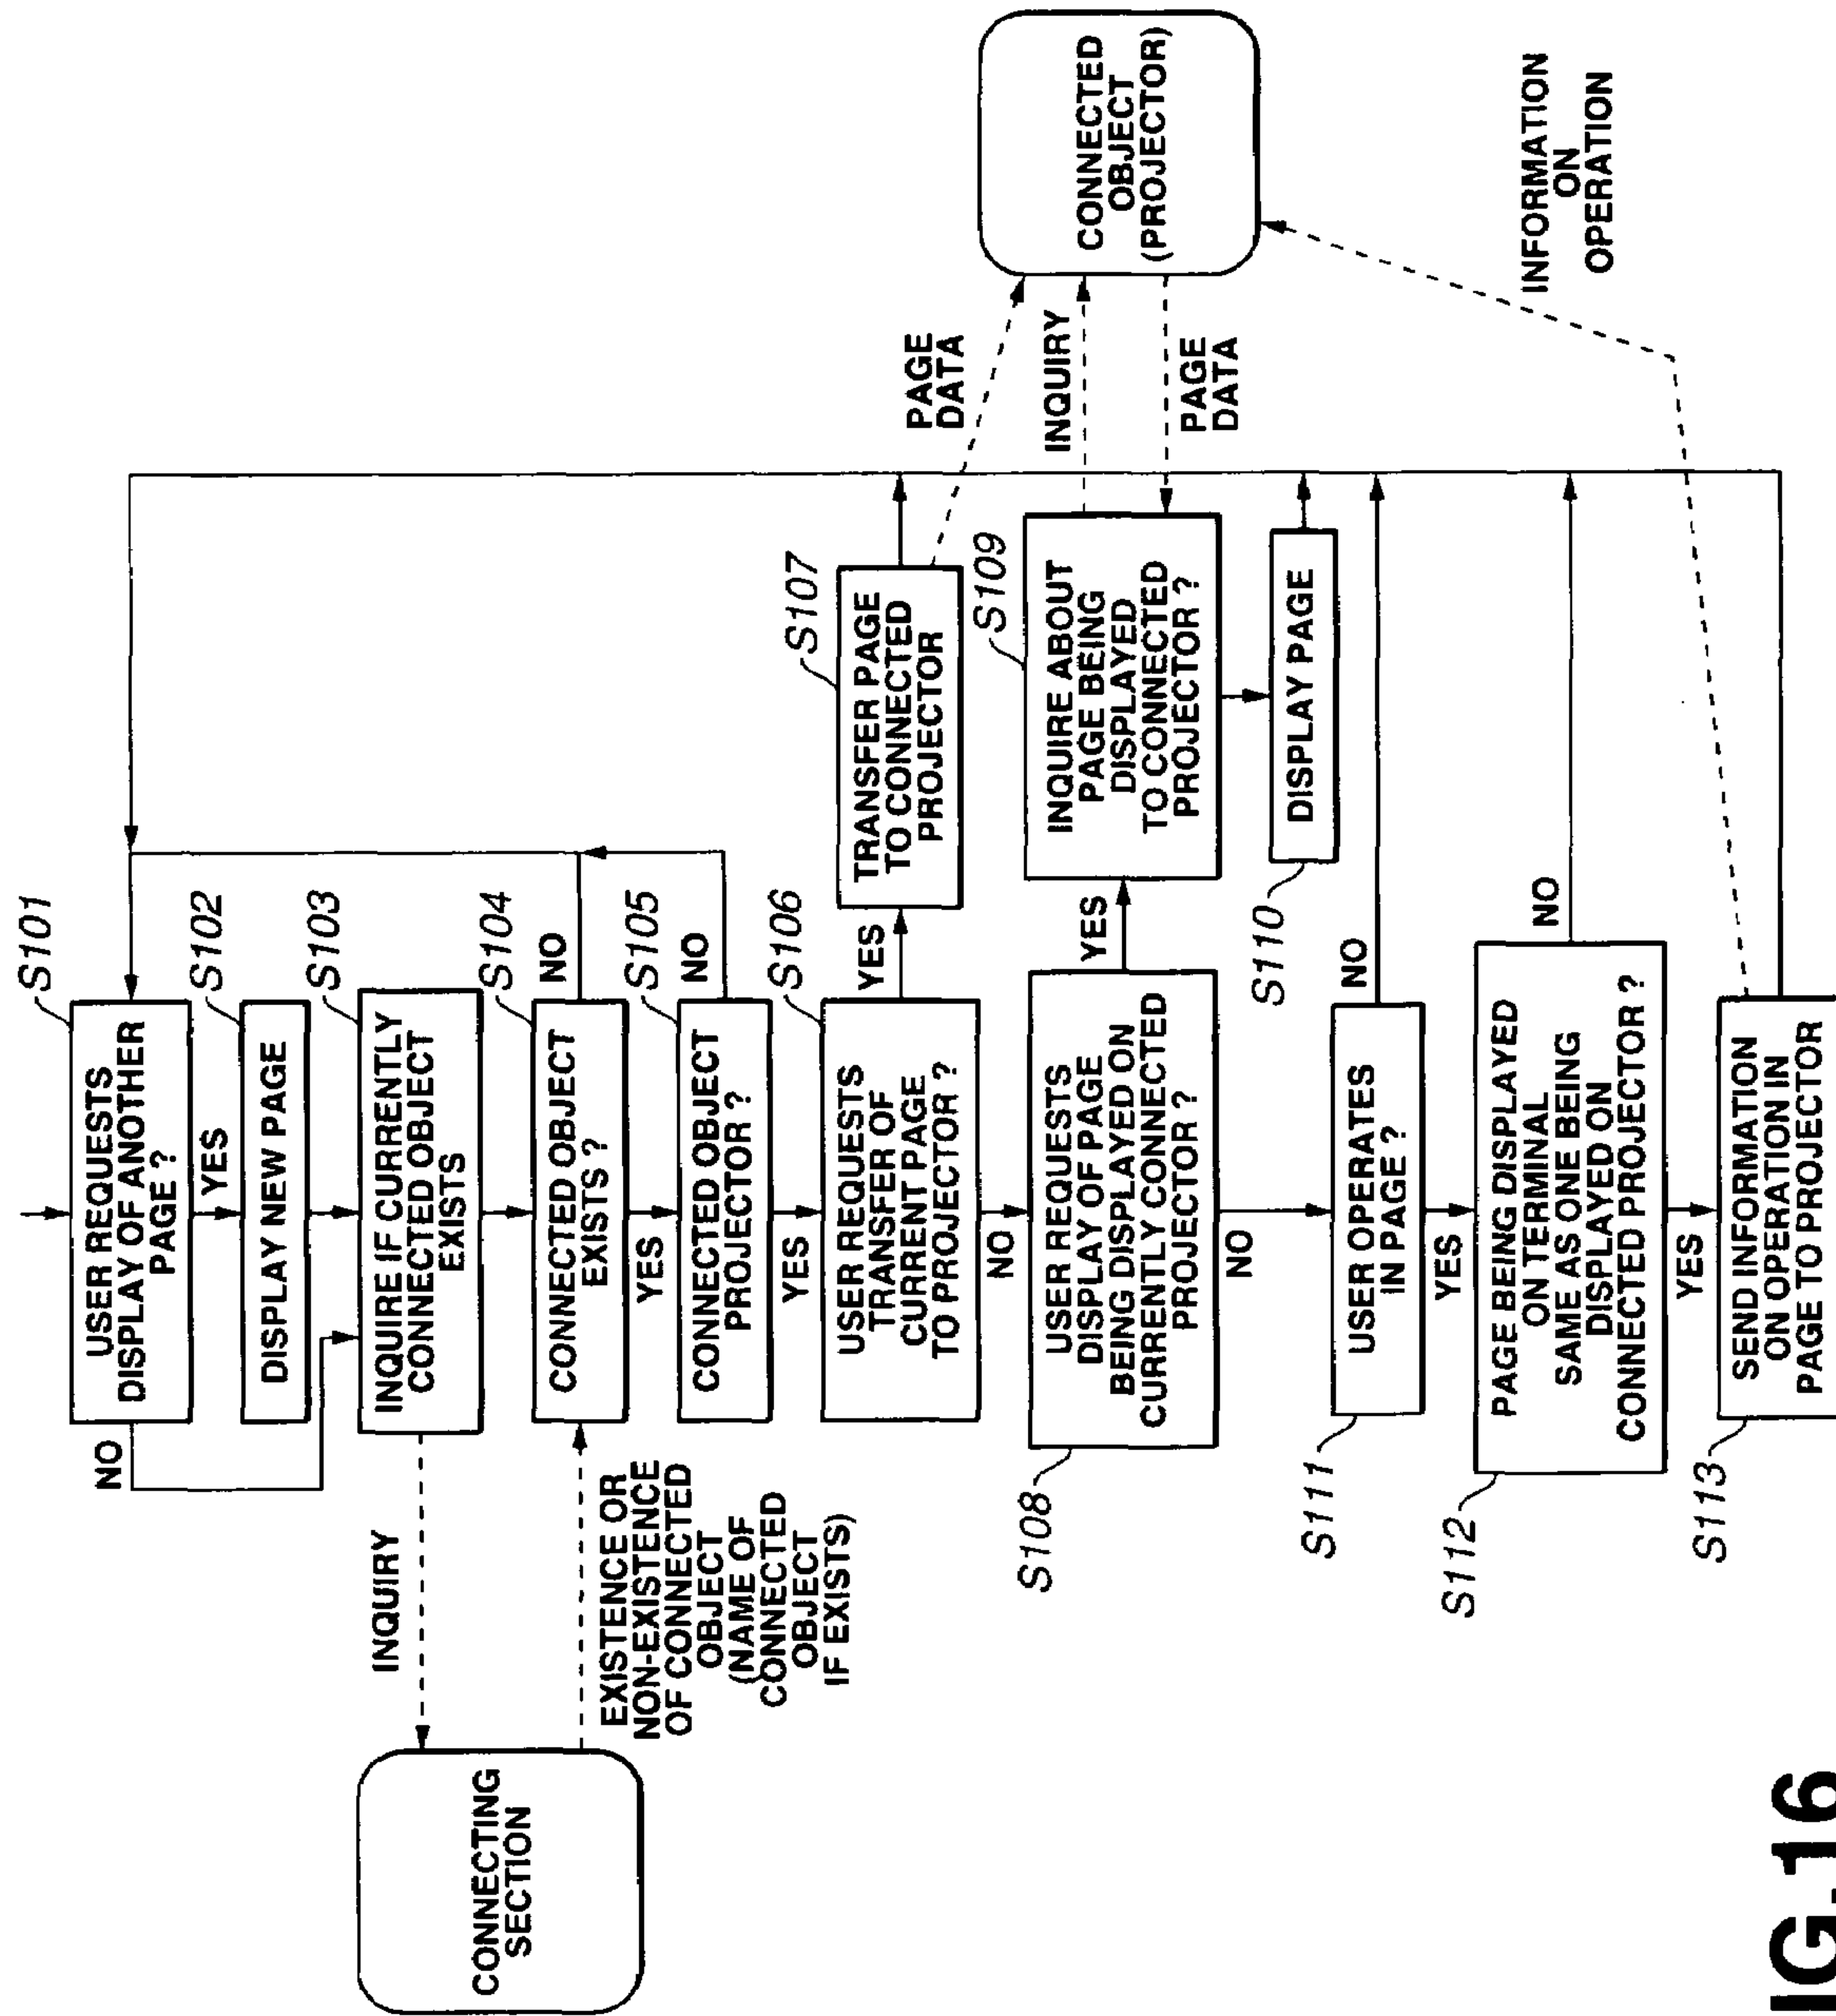 S101
USER REQUESTS
DISPLAY OF ANOTHER
PAGE ?
NO
YES
S102
DISPLAY NEW PAGE
S103
INQUIRE IF CURRENTLY
CONNECTED OBJECT
EXISTS
INQUIRY
CONNECTING
SECTION
EXISTENCE OR
NON-EXISTENCE
OF CONNECTED
OBJECT
(NAME OF
CONNECTED
OBJECT
IF EXISTS)
S104
CONNECTED OBJECT
EXISTS ?
NO
YES
S105
CONNECTED OBJECT
PROJECTOR ?
NO
YES
S106
USER REQUESTS
TRANSFER OF
CURRENT PAGE
TO PROJECTOR ?
YES
NO
S107
TRANSFER PAGE
TO CONNECTED
PROJECTOR
PAGE
DATA
CONNECTED
OBJECT
(PROJECTOR)
S108
USER REQUESTS
DISPLAY OF PAGE
BEING DISPLAYED ON
CURRENTLY CONNECTED
PROJECTOR ?
YES
NO
S109
INQUIRE ABOUT
PAGE BEING
DISPLAYED
TO CONNECTED
PROJECTOR ?
INQUIRY
PAGE
DATA
S110
DISPLAY PAGE
S111
USER OPERATES
IN PAGE ?
NO
YES
S112
PAGE BEING DISPLAYED
ON TERMINAL
SAME AS ONE BEING
DISPLAYED ON
CONNECTED PROJECTOR ?
NO
YES
S113
SEND INFORMATION
ON OPERATION IN
PAGE TO PROJECTOR
INFORMATION
ON
OPERATION
IG.16